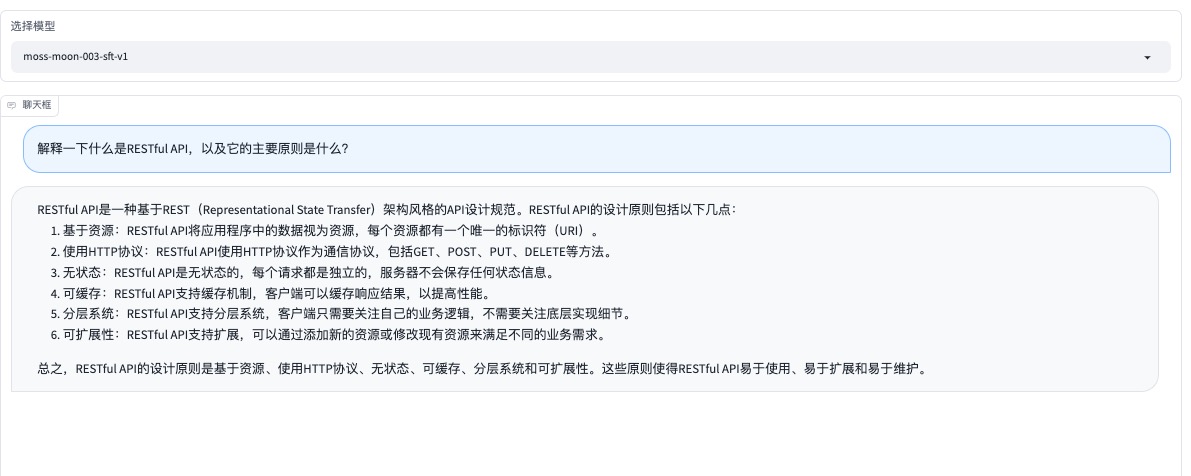 选择模型
moss-moon-003-sft-v1
聊天框
解释一下什么是RESTful API，以及它的主要原则是什么?
RESTful API是一种基于REST（Representational State Transfer）架构风格的API设计规范。RESTful API的设计原则包括以下几点：
1. 基于资源：RESTful API将应用程序中的数据视为资源，每个资源都有一个唯一的标识符（URI）。
2. 使用HTTP协议：RESTful API使用HTTP协议作为通信协议，包括GET、POST、PUT、DELETE等方法。
3. 无状态：RESTful API是无状态的，每个请求都是独立的，服务器不会保存任何状态信息。
4. 可缓存：RESTful API支持缓存机制，客户端可以缓存响应结果，以提高性能。
5. 分层系统：RESTful API支持分层系统，客户端只需要关注自己的业务逻辑，不需要关注底层实现细节。
6. 可扩展性：RESTful API支持扩展，可以通过添加新的资源或修改现有资源来满足不同的业务需求。
总之，RESTful API的设计原则是基于资源、使用HTTP协议、无状态、可缓存、分层系统和可扩展性。这些原则使得RESTful API易于使用、易于扩展和易于维护。